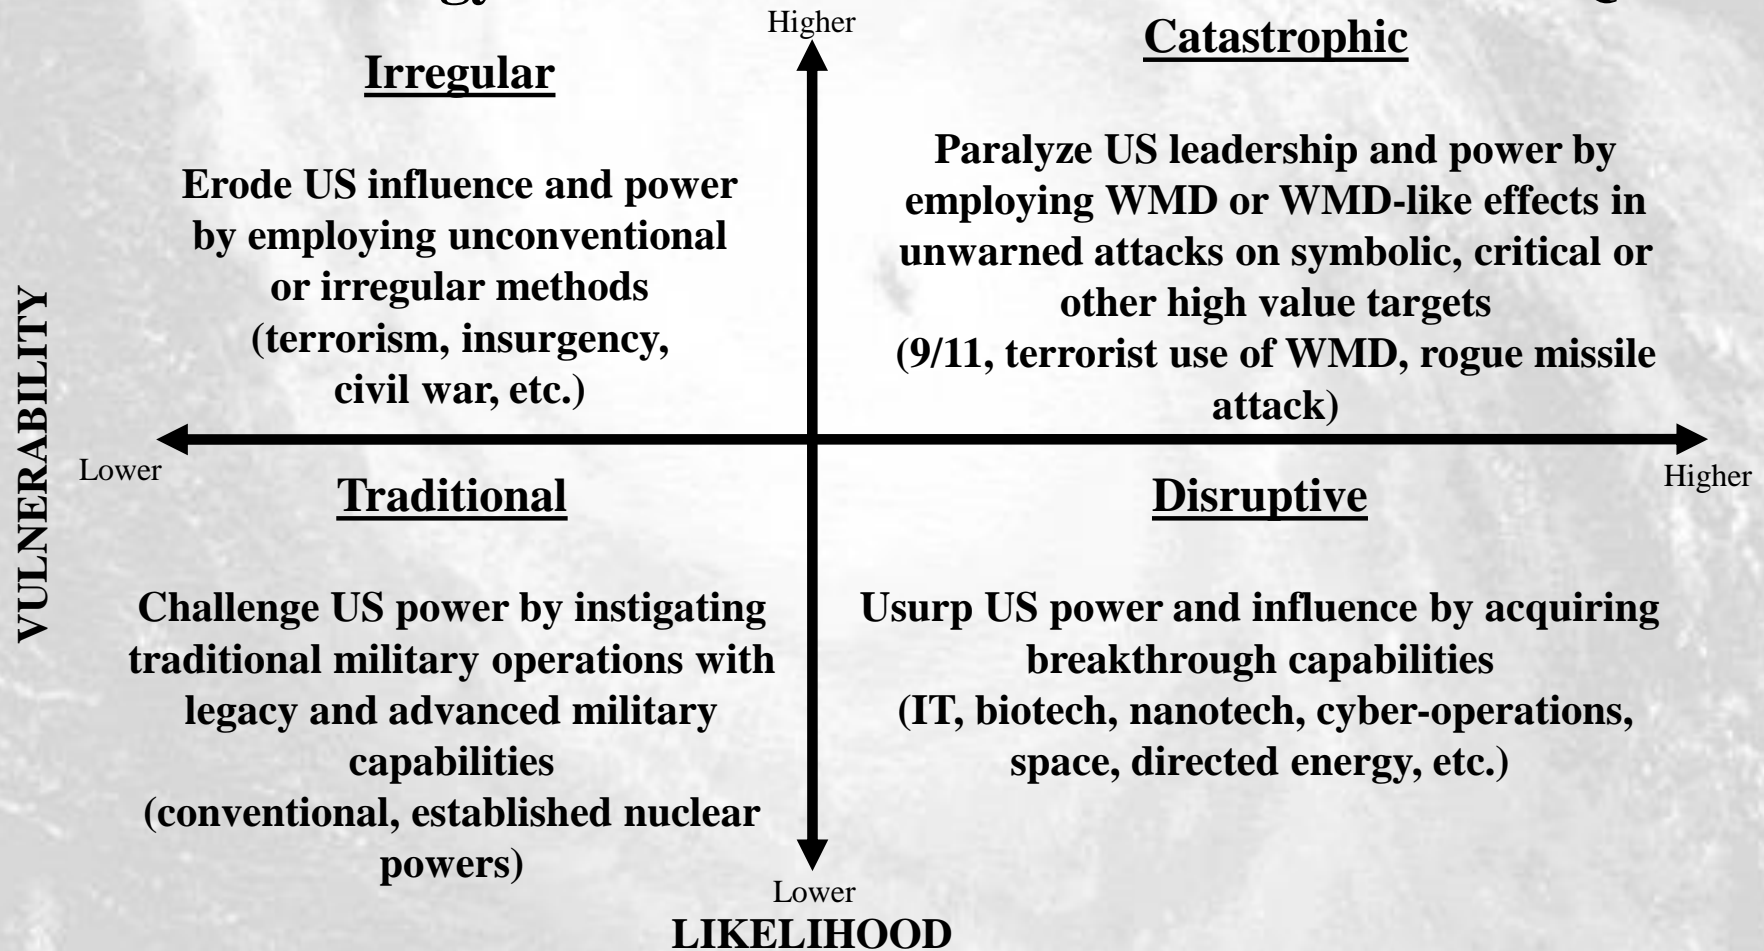 Higher
Irregular
Erode US influence and power
by employing unconventional
or irregular methods
(terrorism, insurgency,
civil war, etc.)
Catastrophic
Paralyze US leadership and power by
employing WMD or WMD-like effects in
unwarned attacks on symbolic, critical or
other high value targets
(9/11, terrorist use of WMD, rogue missile
attack)
VULNERABILITY
Lower
Higher
Traditional
Challenge US power by instigating
traditional military operations with
legacy and advanced military
capabilities
(conventional, established nuclear
powers)
Disruptive
Usurp US power and influence by acquiring
breakthrough capabilities
(IT, biotech, nanotech, cyber-operations,
space, directed energy, etc.)
Lower
LIKELIHOOD